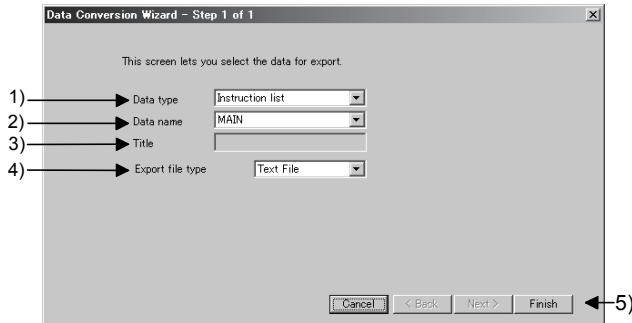 Data Conversion Wizard - Step 1 of 1
This screen lets you select the data for export.
1) Data type Instruction list
2) Data name MAIN
3) Title
4) Export file type Text File
Cancel < Back Next > Finish 5)